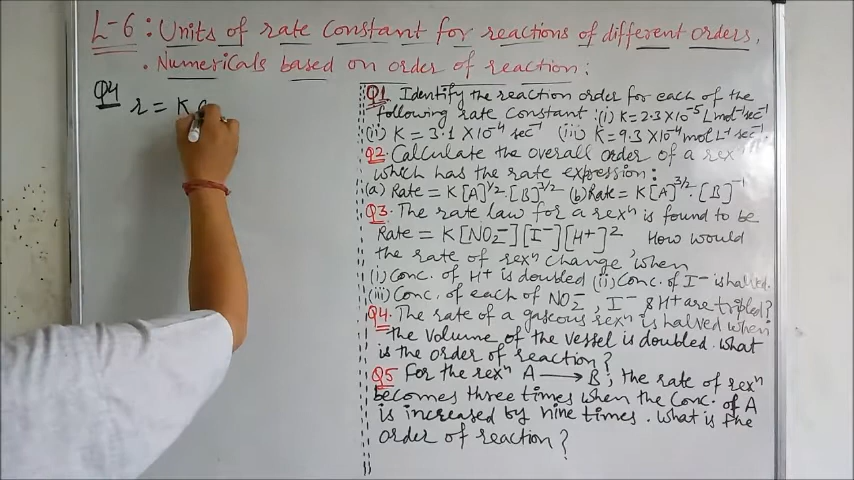 L-6 : Units of rate Constant for reactions of different orders.
. Numericals based on order of reaction :
Q4 r = K
Q1 Identify the reaction order for each of the
following rate Constant : (i) K = 2.3 X 10⁻⁵ L mol⁻¹ sec⁻¹
(ii) K = 3.1 X 10⁻⁴ sec⁻¹ (iii) K = 9.3 X 10⁻⁴ mol L⁻¹ sec⁻¹.
Q2. Calculate the overall order of a rexⁿ
which has the rate expression :
(a) Rate = K [A]^1/2 . [B]^3/2 (b) Rate = K [A]^3/2 . [B]⁻¹
Q3. The rate law for a rexⁿ is found to be
Rate = K [NO₂⁻] [I⁻] [H⁺]² How would
the rate of rexⁿ change, when
(i) Conc. of H⁺ is doubled (ii) Conc. of I⁻ is halved.
(iii) Conc. of each of NO₂⁻, I⁻ & H⁺ are tripled?
Q4. The rate of a gaseous rexⁿ is halved when
the volume of the vessel is doubled. what
is the order of reaction?
Q5 For the rexⁿ A ⟶ B, the rate of rexⁿ
becomes three times when the conc. of A
is increased by nine times. What is the
order of reaction?